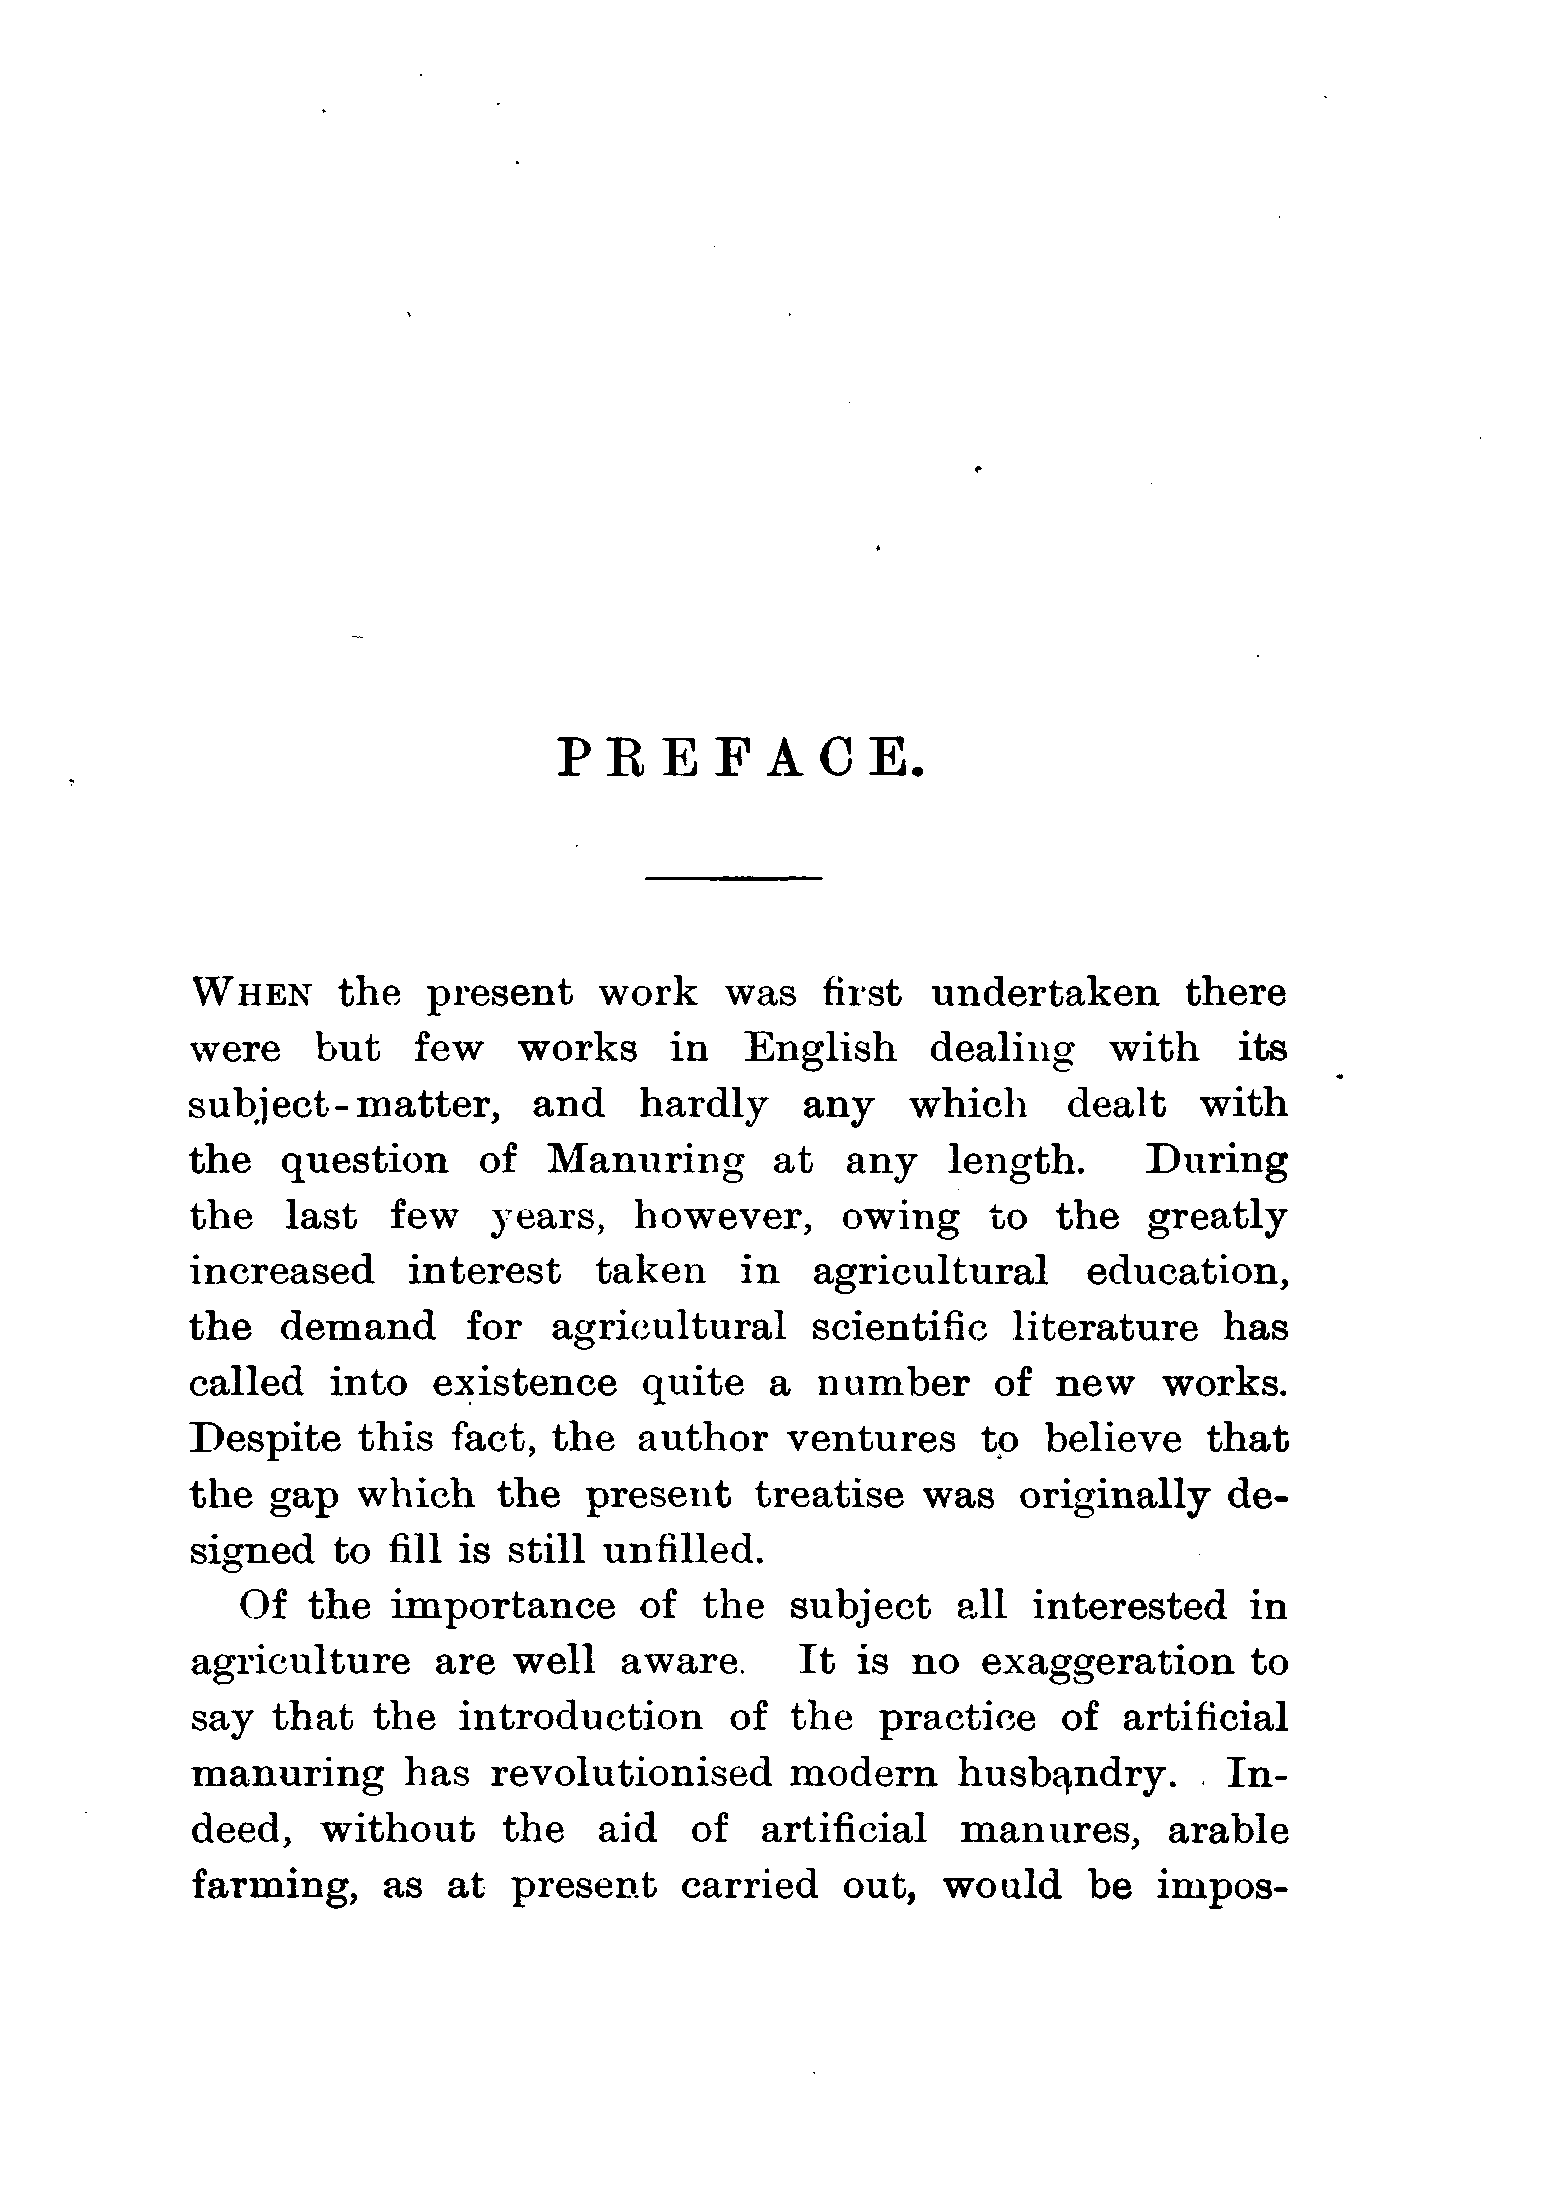 PREFACE.
WHEN the present work was first undertaken there
were but few works in English dealing with its
subject-matter, and hardly any which dealt with
the question of Manuring at any length. During
the last few years, however, owing to the greatly
increased interest taken in agricultural education,
the demand for agricultural scientific literature has
called into existence quite a number of new works.
Despite this fact, the author ventures to believe that
the gap which the present treatise was originally de-
signed to fill is still unfilled.
Of the importance of the subject all interested in
agriculture are well aware. It is no exaggeration to
say that the introduction of the practice of artificial
manuring has revolutionised modern husbandry. In-
deed, without the aid of artificial manures, arable
farming, as at present carried out, would be impos-